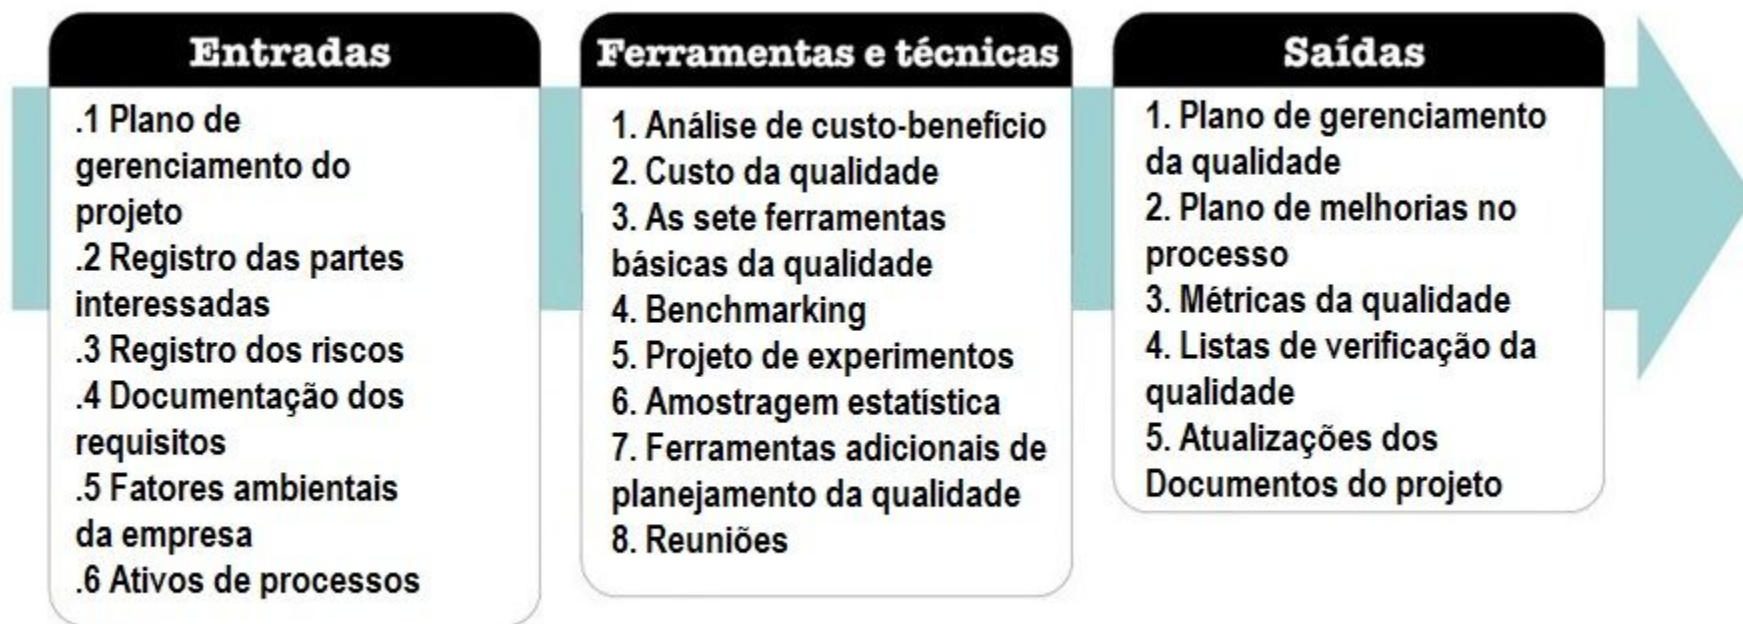 Entradas
.1 Plano de
gerenciamento do
projeto
.2 Registro das partes
interessadas
.3 Registro dos riscos
.4 Documentação dos
requisitos
.5 Fatores ambientais
da empresa
.6 Ativos de processos
Ferramentas e técnicas
1. Análise de custo-benefício
2. Custo da qualidade
3. As sete ferramentas
básicas da qualidade
4. Benchmarking
5. Projeto de experimentos
6. Amostragem estatística
7. Ferramentas adicionais de
planejamento da qualidade
8. Reuniões
Saídas
1. Plano de gerenciamento
da qualidade
2. Plano de melhorias no
processo
3. Métricas da qualidade
4. Listas de verificação da
qualidade
5. Atualizações dos
Documentos do projeto